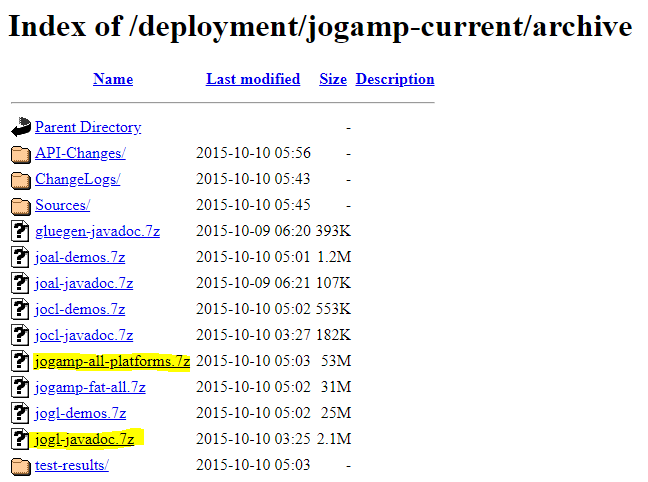 Index of /deployment/jogamp-current/archive
Name Last modified Size Description
Parent Directory -
API-Changes/ 2015-10-10 05:56 -
ChangeLogs/ 2015-10-10 05:43 -
Sources/ 2015-10-10 05:45 -
gluegen-javadoc.7z 2015-10-09 06:20 393K
joal-demos.7z 2015-10-10 05:01 1.2M
joal-javadoc.7z 2015-10-09 06:21 107K
jocl-demos.7z 2015-10-10 05:02 553K
jocl-javadoc.7z 2015-10-10 03:27 182K
jogamp-all-platforms.7z 2015-10-10 05:03 53M
jogamp-fat-all.7z 2015-10-10 05:02 31M
jogl-demos.7z 2015-10-10 05:02 25M
jogl-javadoc.7z 2015-10-10 03:25 2.1M
test-results/ 2015-10-10 05:03 -